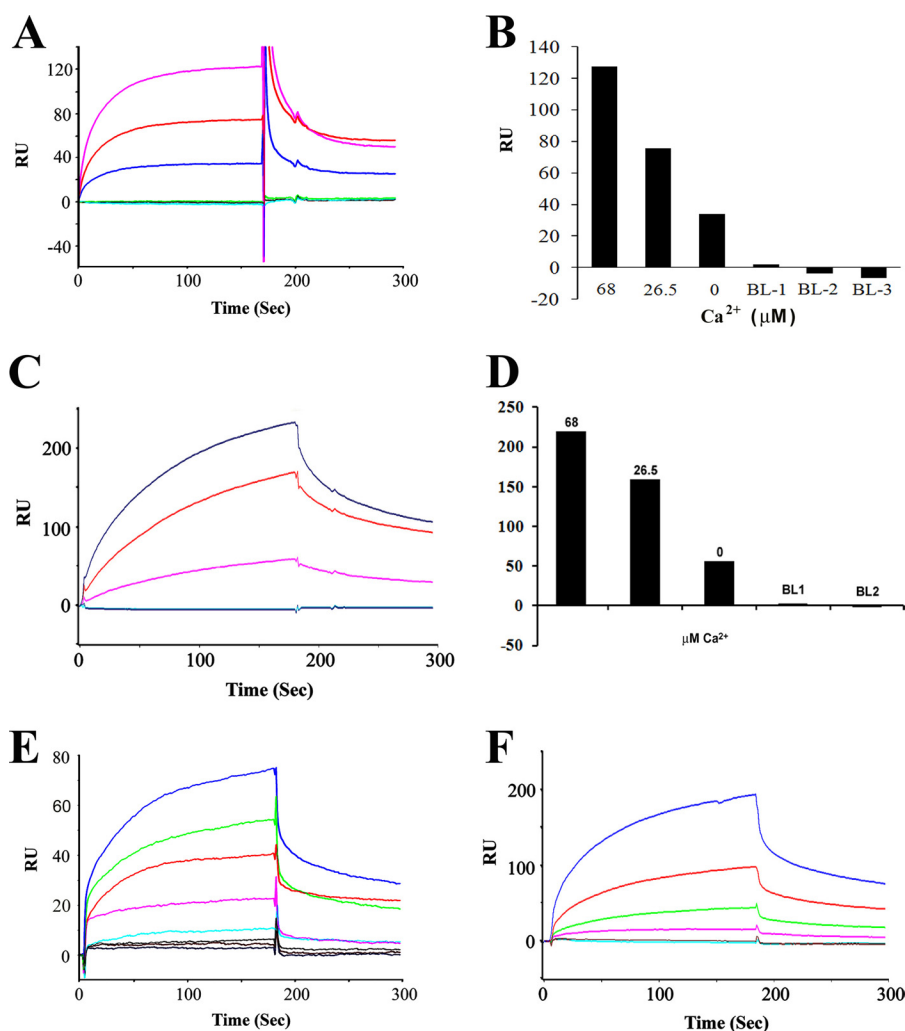 A
RU
120
80
40
0
-40
0 100 200 300
Time (Sec)
B
RU
140
120
100
80
60
40
20
0
-20
68 26.5 0 BL-1 BL-2 BL-3
Ca²⁺ (μM)
C
RU
200
100
0
0 100 200 300
Time (Sec)
D
250
200
150
100
50
0
-50
68
26.5
0
BL1
BL2
μM Ca²⁺
E
RU
80
60
40
20
0
0 100 200 300
Time (Sec)
F
RU
200
100
0
0 100 200 300
Time (Sec)